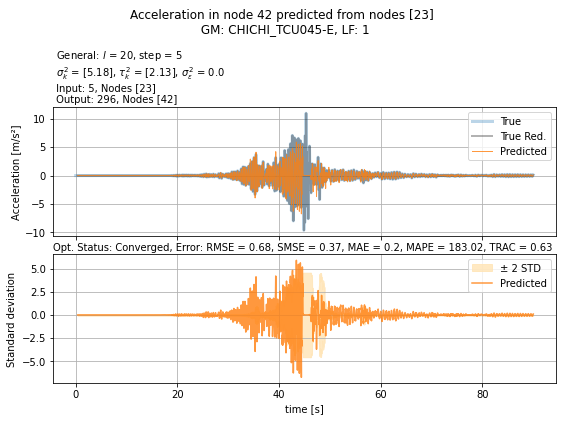 Acceleration in node 42 predicted from nodes [23]
GM: CHICHI_TCU045-E, LF: 1
General: l = 20, step = 5
σ²ₖ = [5.18], τ²ₖ = [2.13], σ²ε = 0.0
Input: 5, Nodes [23]
Output: 296, Nodes [42]
Acceleration [m/s²]
10
5
0
−5
−10
True
True Red.
Predicted
Opt. Status: Converged, Error: RMSE = 0.68, SMSE = 0.37, MAE = 0.2, MAPE = 183.02, TRAC = 0.63
Standard deviation
5.0
2.5
0.0
−2.5
−5.0
± 2 STD
Predicted
0 20 40 60 80
time [s]